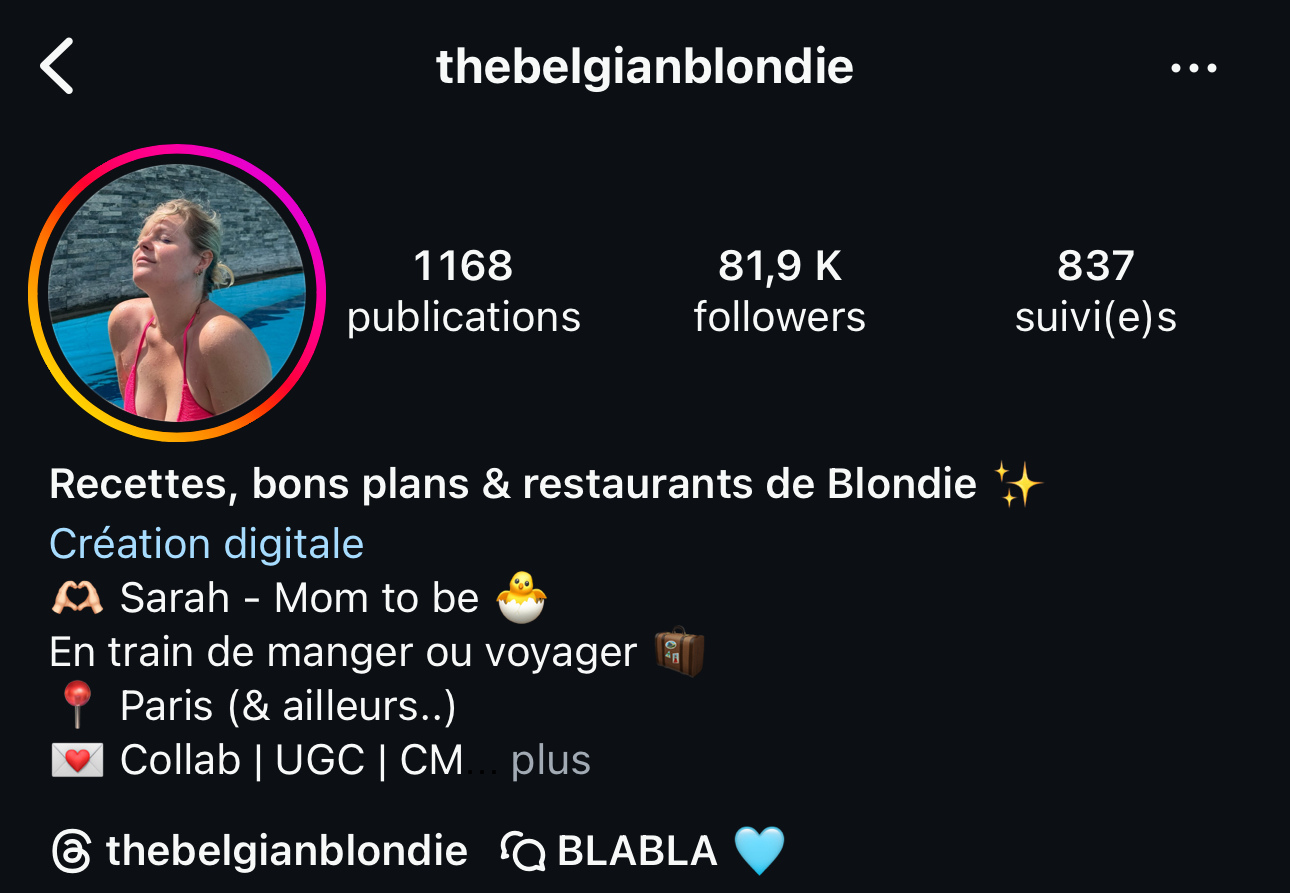 thebelgianblondie
1168 81,9 K 837
publications followers suivi(e)s
Recettes, bons plans & restaurants de Blondie ✨
Création digitale
🫶🏻 Sarah - Mom to be 🐣
En train de manger ou voyager 🧳
📍 Paris (& ailleurs..)
💌 Collab | UGC | CM... plus
thebelgianblondie BLABLA 🩵